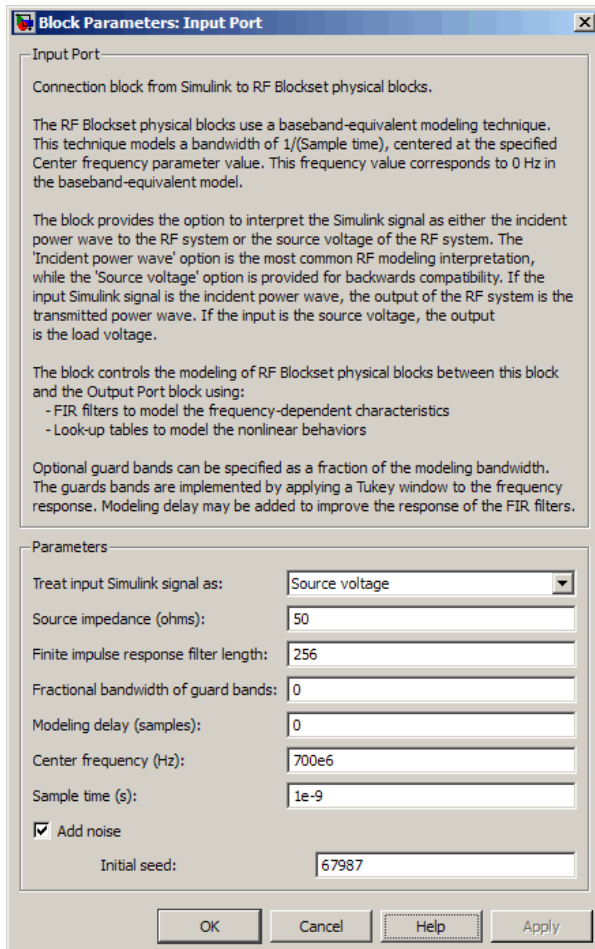 Block Parameters: Input Port
Input Port
Connection block from Simulink to RF Blockset physical blocks.
The RF Blockset physical blocks use a baseband-equivalent modeling technique.
This technique models a bandwidth of 1/(Sample time), centered at the specified
Center frequency parameter value. This frequency value corresponds to 0 Hz in
the baseband-equivalent model.
The block provides the option to interpret the Simulink signal as either the incident
power wave to the RF system or the source voltage of the RF system. The
'Incident power wave' option is the most common RF modeling interpretation,
while the 'Source voltage' option is provided for backwards compatibility. If the
input Simulink signal is the incident power wave, the output of the RF system is the
transmitted power wave. If the input is the source voltage, the output
is the load voltage.
The block controls the modeling of RF Blockset physical blocks between this block
and the Output Port block using:
- FIR filters to model the frequency-dependent characteristics
- Look-up tables to model the nonlinear behaviors
Optional guard bands can be specified as a fraction of the modeling bandwidth.
The guards bands are implemented by applying a Tukey window to the frequency
response. Modeling delay may be added to improve the response of the FIR filters.
Parameters
Treat input Simulink signal as: Source voltage
Source impedance (ohms): 50
Finite impulse response filter length: 256
Fractional bandwidth of guard bands: 0
Modeling delay (samples): 0
Center frequency (Hz): 700e6
Sample time (s): 1e-9
Add noise
Initial seed: 67987
OK Cancel Help Apply